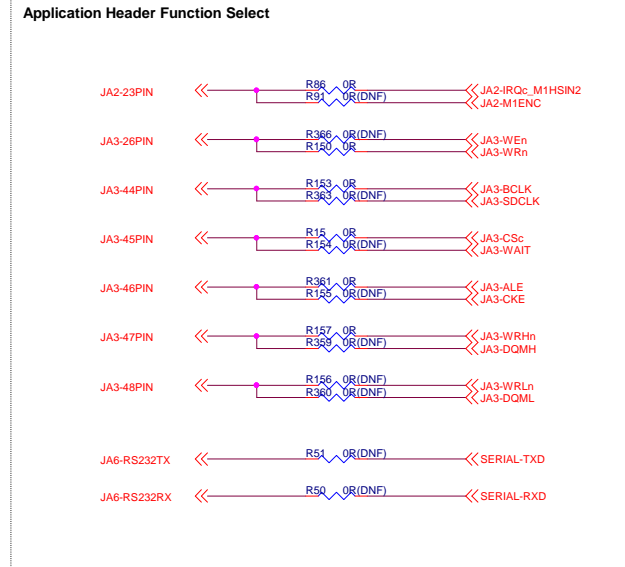 Application Header Function Select
R86 0R
JA2-23PIN JA2-IRQc_M1HSIN2
R91 0R(DNF)
JA2-M1ENC
R366 0R(DNF)
JA3-26PIN JA3-WEn
R150 0R
JA3-WRn
R153 0R
JA3-44PIN JA3-BCLK
R363 0R(DNF)
JA3-SDCLK
R15 0R
JA3-45PIN JA3-CSc
R154 0R(DNF)
JA3-WAIT
R361 0R
JA3-46PIN JA3-ALE
R155 0R(DNF)
JA3-CKE
R157 0R
JA3-47PIN JA3-WRHn
R359 0R(DNF)
JA3-DQMH
R156 0R
JA3-48PIN JA3-WRLn
R360 0R(DNF)
JA3-DQML
R51 0R(DNF)
JA6-RS232TX SERIAL-TXD
R50 0R(DNF)
JA6-RS232RX SERIAL-RXD